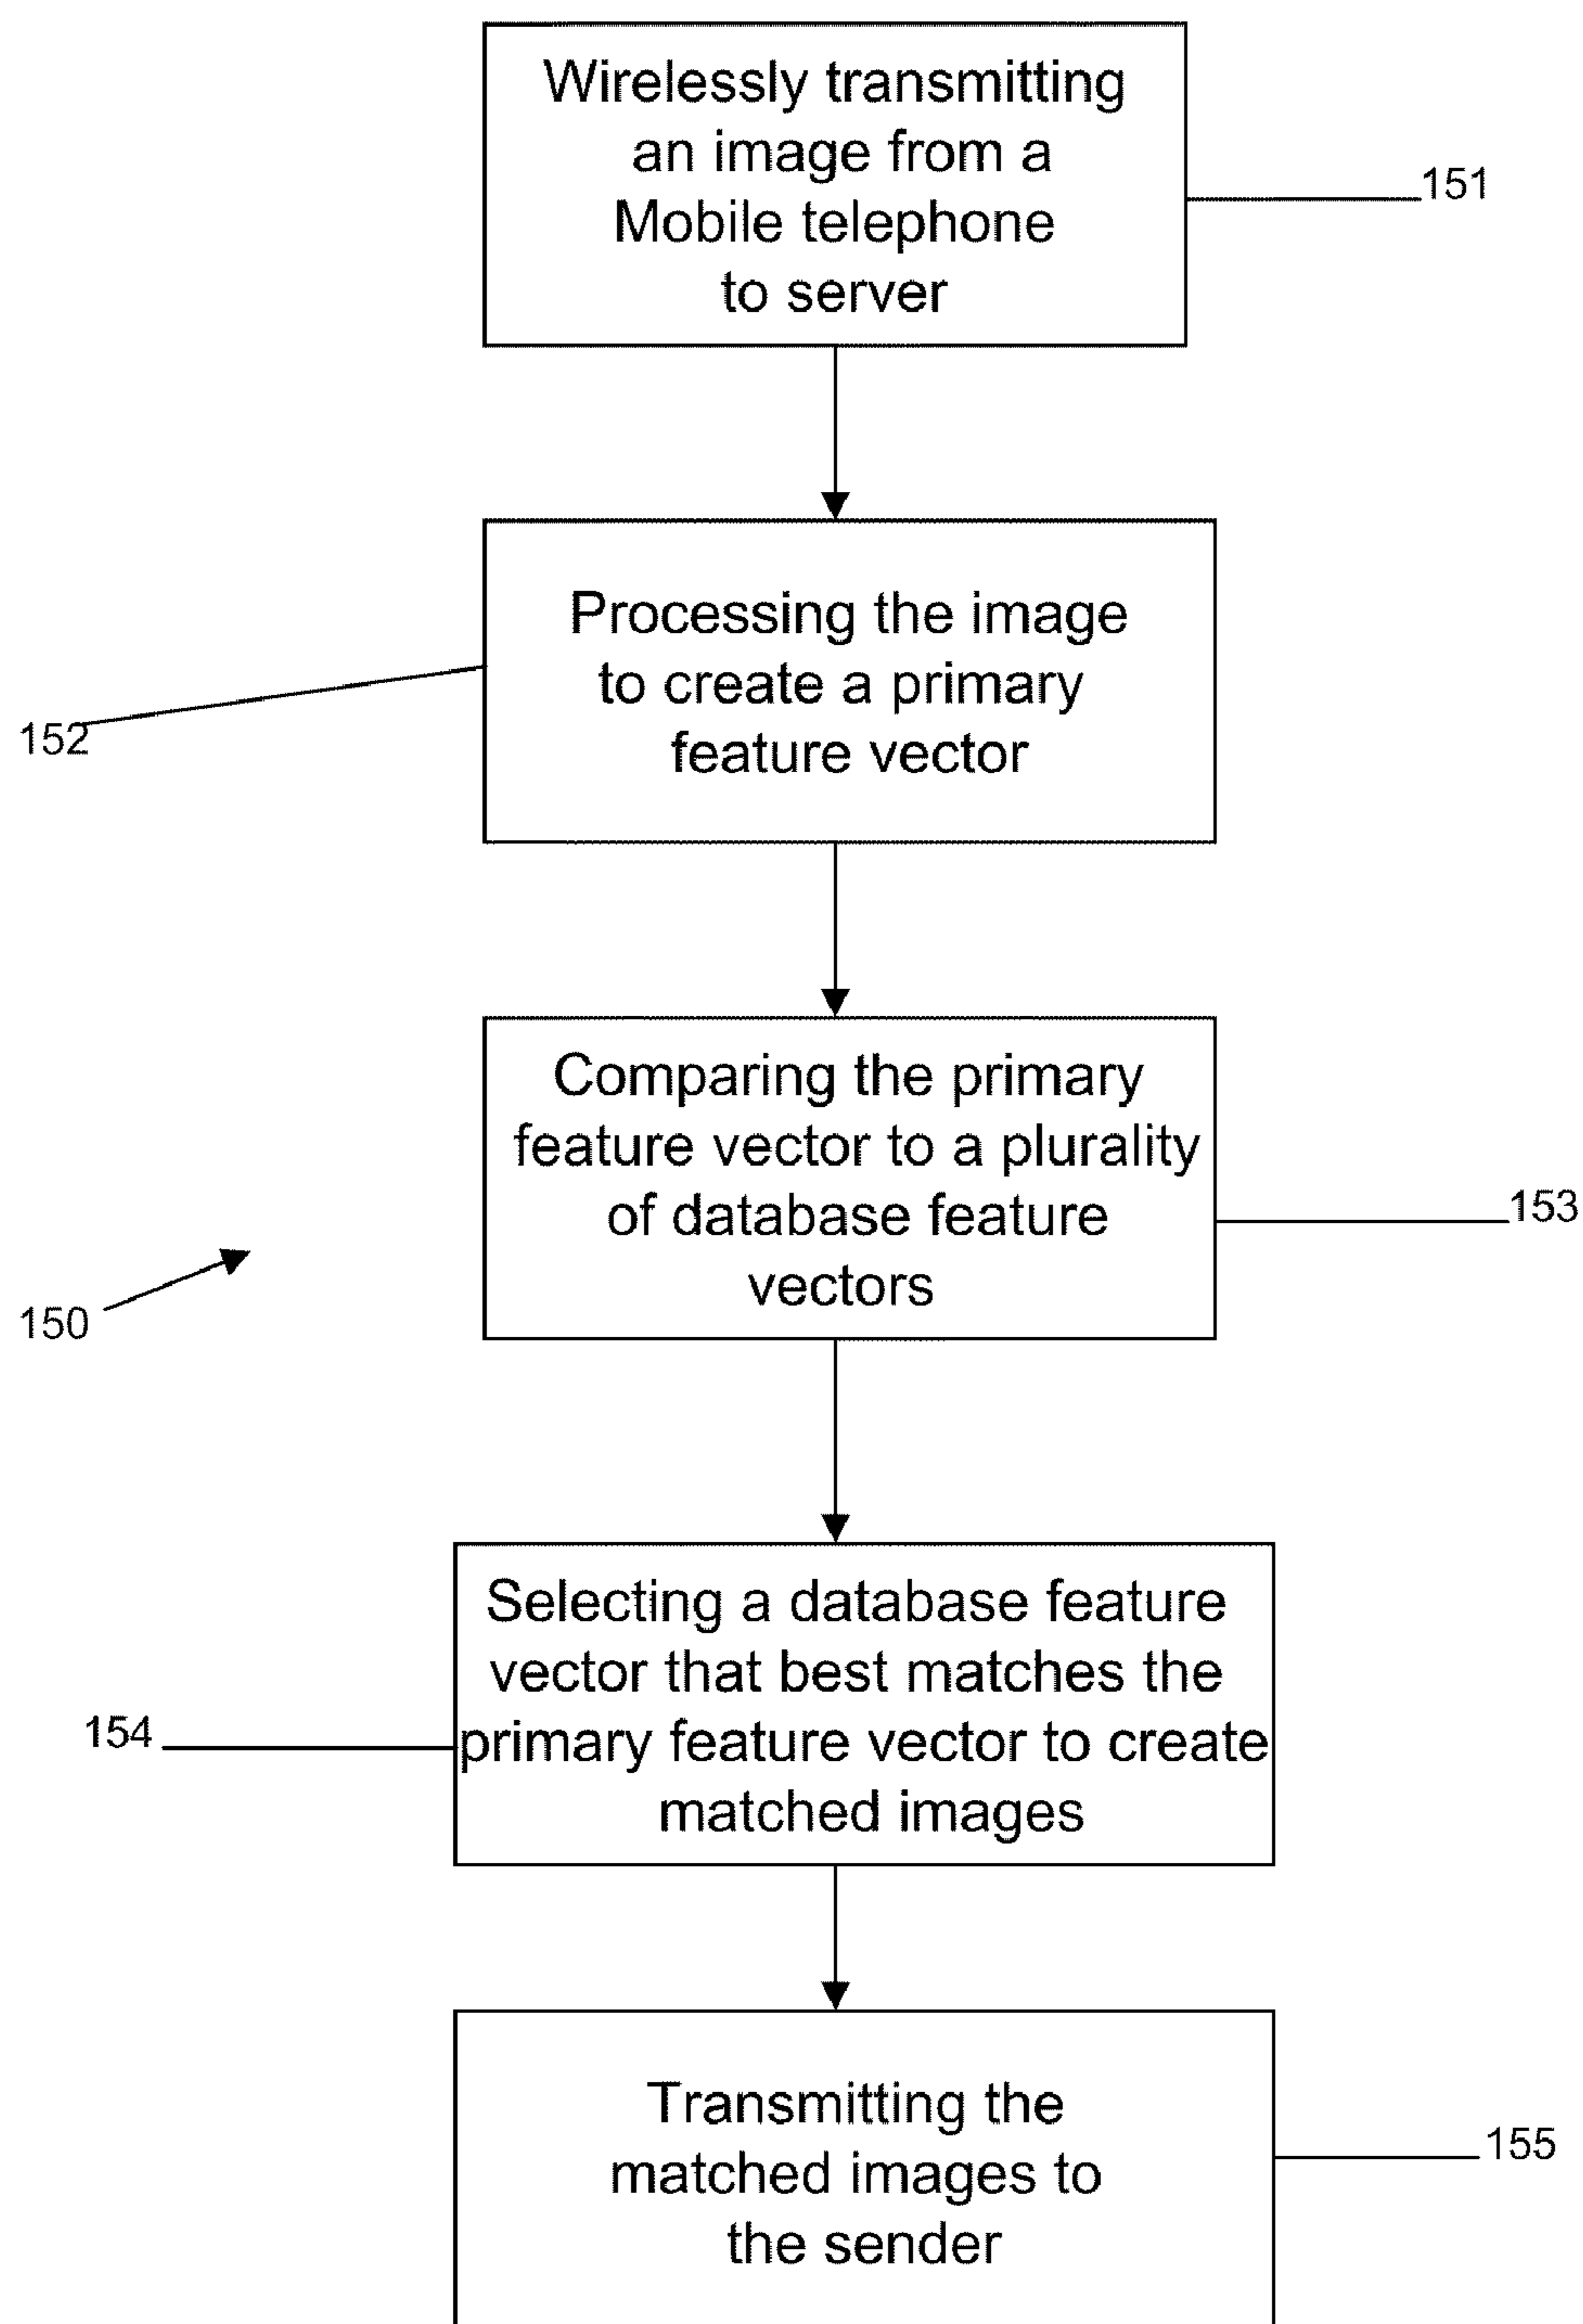 Wirelessly transmitting
an image from a
Mobile telephone
to server
151
Processing the image
to create a primary
feature vector
152
Comparing the primary
feature vector to a plurality
of database feature
vectors
153
150
Selecting a database feature
vector that best matches the
primary feature vector to create
matched images
154
Transmitting the
matched images to
the sender
155